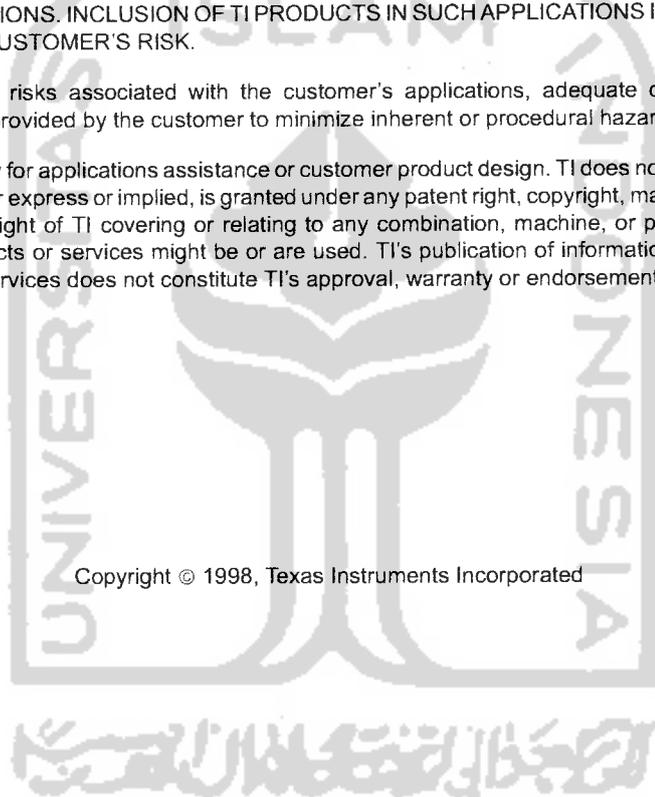 IONS. INCLUSION OF TI PRODUCTS IN SUCH APPLICATIONS I
USTOMER'S RISK.
risks associated with the customer's applications, adequate
rovided by the customer to minimize inherent or procedural hazar
for applications assistance or customer product design. TI does no
r express or implied, is granted under any patent right, copyright, ma
ight of TI covering or relating to any combination, machine, or p
cts or services might be or are used. TI's publication of informatio
rvices does not constitute TI's approval, warranty or endorsement
Copyright © 1998, Texas Instruments Incorporated
ISLAM
UNIVERSITAS
INDONESIA